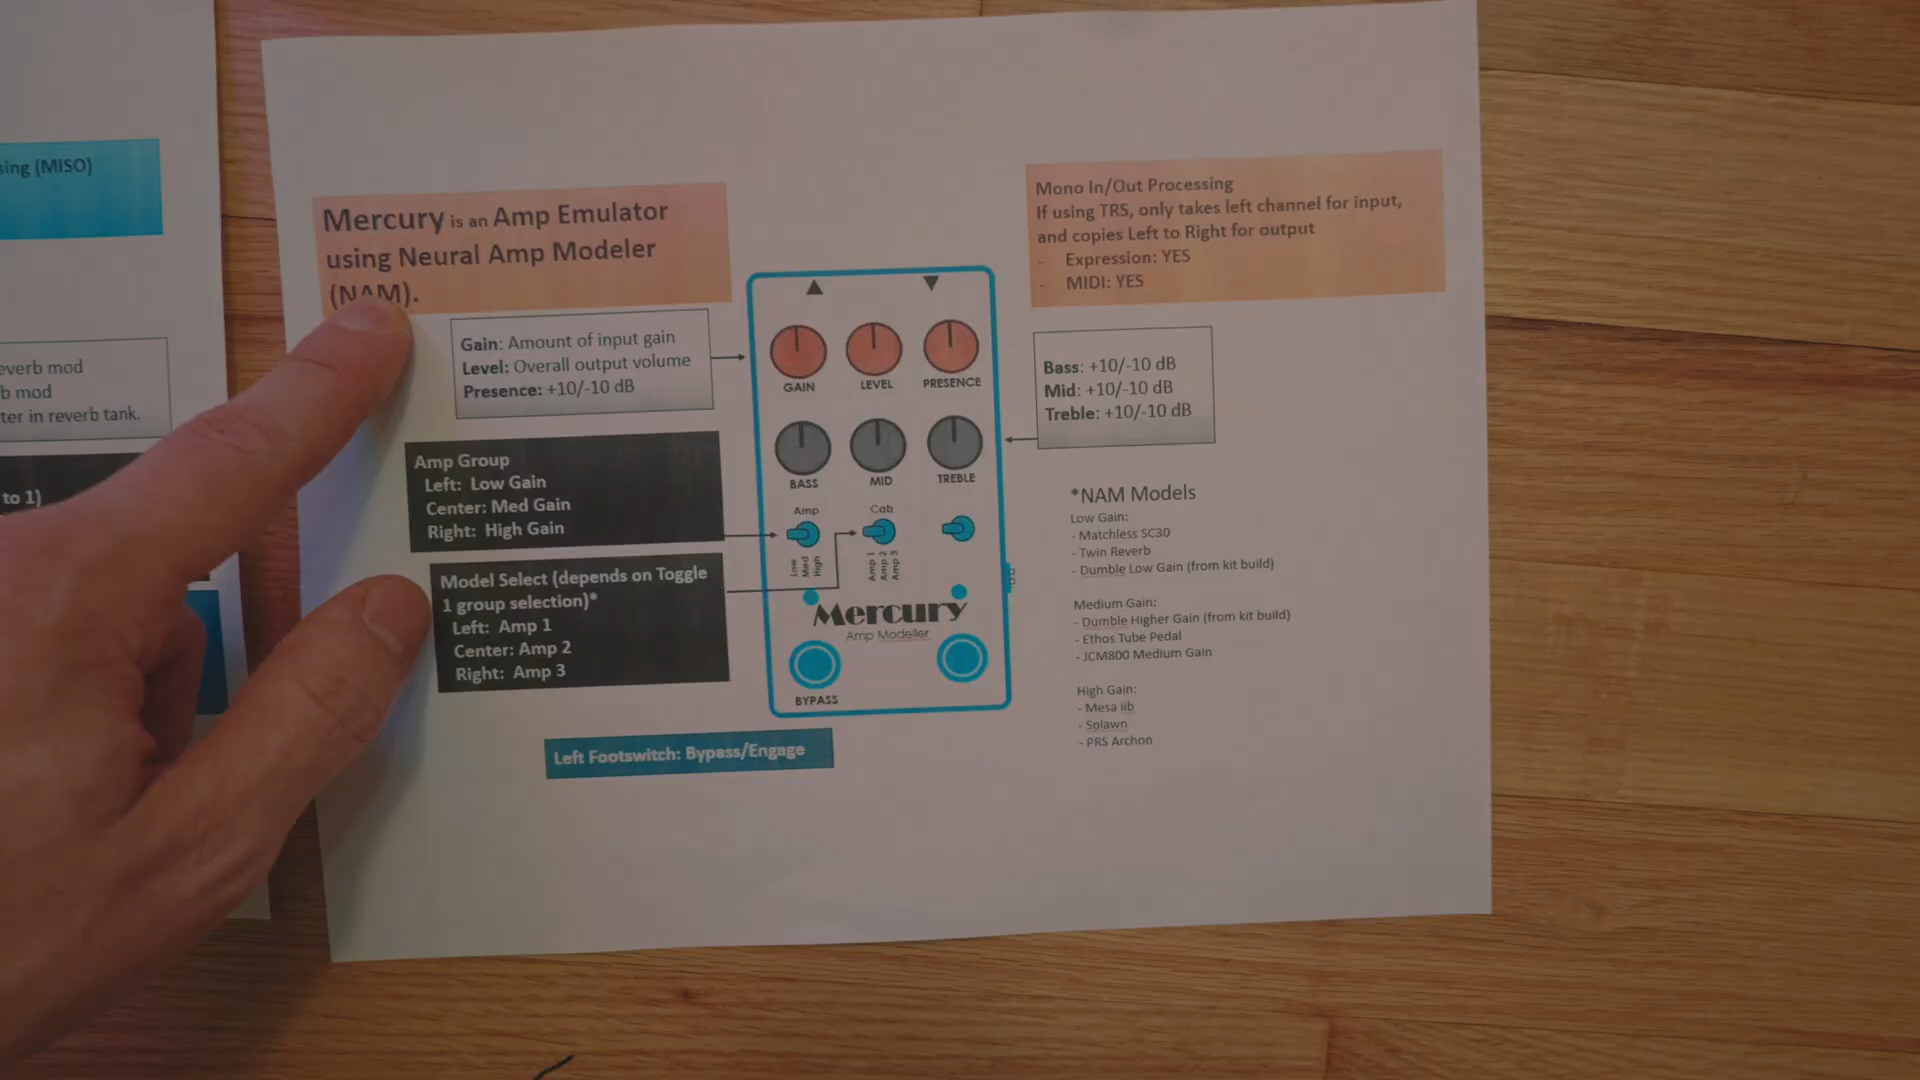 sing (MISO)
everb mod
b mod
ter in reverb tank.
to 1)
Mercury is an Amp Emulator
using Neural Amp Modeler
(NAM).
Mono In/Out Processing
If using TRS, only takes left channel for input,
and copies Left to Right for output
- Expression: YES
- MIDI: YES
Gain: Amount of input gain
Level: Overall output volume
Presence: +10/-10 dB
GAIN LEVEL PRESENCE
Bass: +10/-10 dB
Mid: +10/-10 dB
Treble: +10/-10 dB
BASS MID TREBLE
Amp Group
Left: Low Gain
Center: Med Gain
Right: High Gain
Amp Cab
Low
Med
High
Amp 1
Amp 2
Amp 3
Model Select (depends on Toggle
1 group selection)*
Left: Amp 1
Center: Amp 2
Right: Amp 3
Mercury
Amp Modeller
BYPASS
Left Footswitch: Bypass/Engage
*NAM Models
Low Gain:
- Matchless SC30
- Twin Reverb
- Dumble Low Gain (from kit build)
Medium Gain:
- Dumble Higher Gain (from kit build)
- Ethos Tube Pedal
- JCM800 Medium Gain
High Gain:
- Mesa iib
- Splawn
- PRS Archon